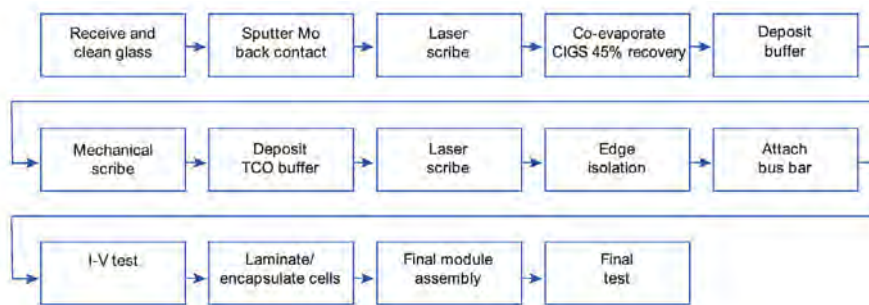 Receive and
clean glass
Sputter Mo
back contact
Laser
scribe
Co-evaporate
CIGS 45% recovery
Deposit
buffer
Mechanical
scribe
Deposit
TCO buffer
Laser
scribe
Edge
isolation
Attach
bus bar
I-V test
Laminate/
encapsulate cells
Final module
assembly
Final
test